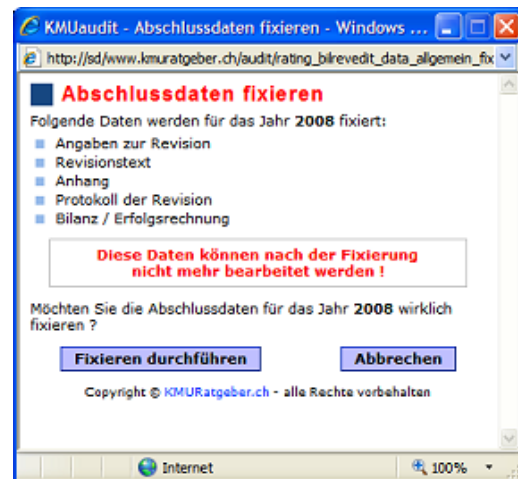 KMUaudit - Abschlussdaten fixieren - Windows ...
http://sd/www.kmuratgeber.ch/audit/rating_bilrevedit_data_allgemein_fix
Abschlussdaten fixieren
Folgende Daten werden für das Jahr 2008 fixiert:
Angaben zur Revision
Revisionstext
Anhang
Protokoll der Revision
Bilanz / Erfolgsrechnung
Diese Daten können nach der Fixierung
nicht mehr bearbeitet werden !
Möchten Sie die Abschlussdaten für das Jahr 2008 wirklich
fixieren ?
Fixieren durchführen Abbrechen
Copyright © KMURatgeber.ch - alle Rechte vorbehalten
Internet 100%